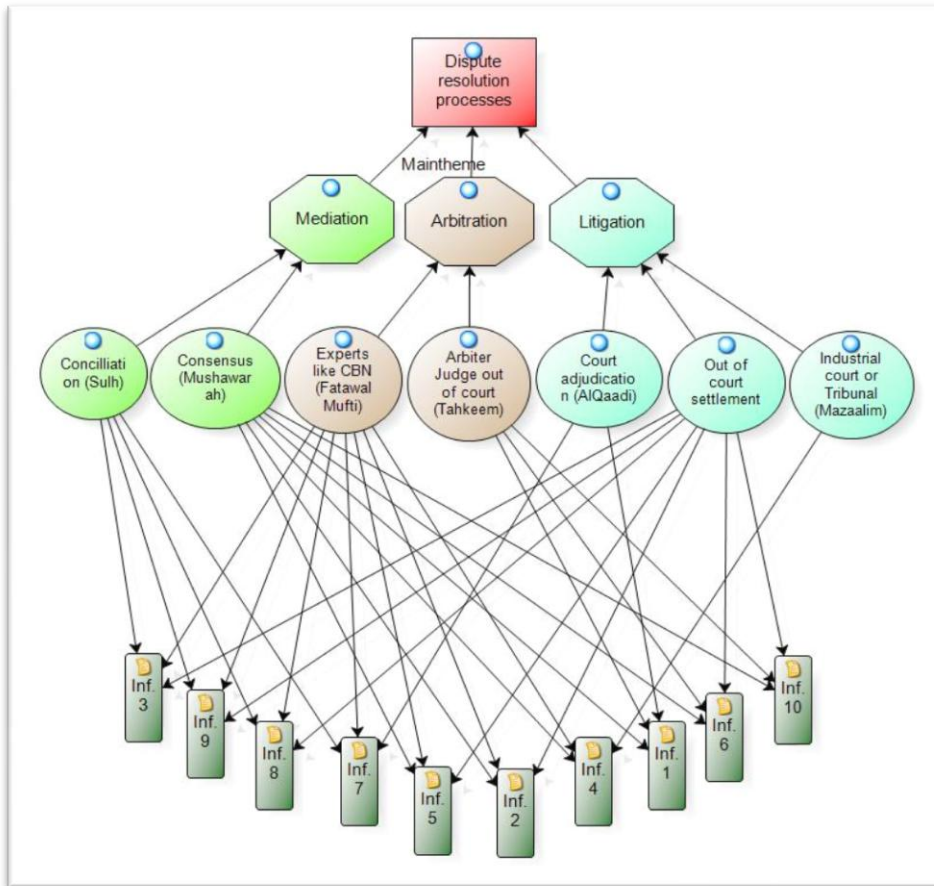 Dispute
resolution
processes
Maintheme
Mediation
Arbitration
Litigation
Concilliati
on (Sulh)
Consensus
(Mushawar
ah)
Experts
like CBN
(Fatawal
Mufti)
Arbiter
Judge out
of court
(Tahkeem)
Court
adjudicatio
n (AlQaadi)
Out of
court
settlement
Industrial
court or
Tribunal
(Mazaalim)
Inf.
3
Inf.
9
Inf.
8
Inf.
7
Inf.
5
Inf.
2
Inf.
4
Inf.
1
Inf.
6
Inf.
10